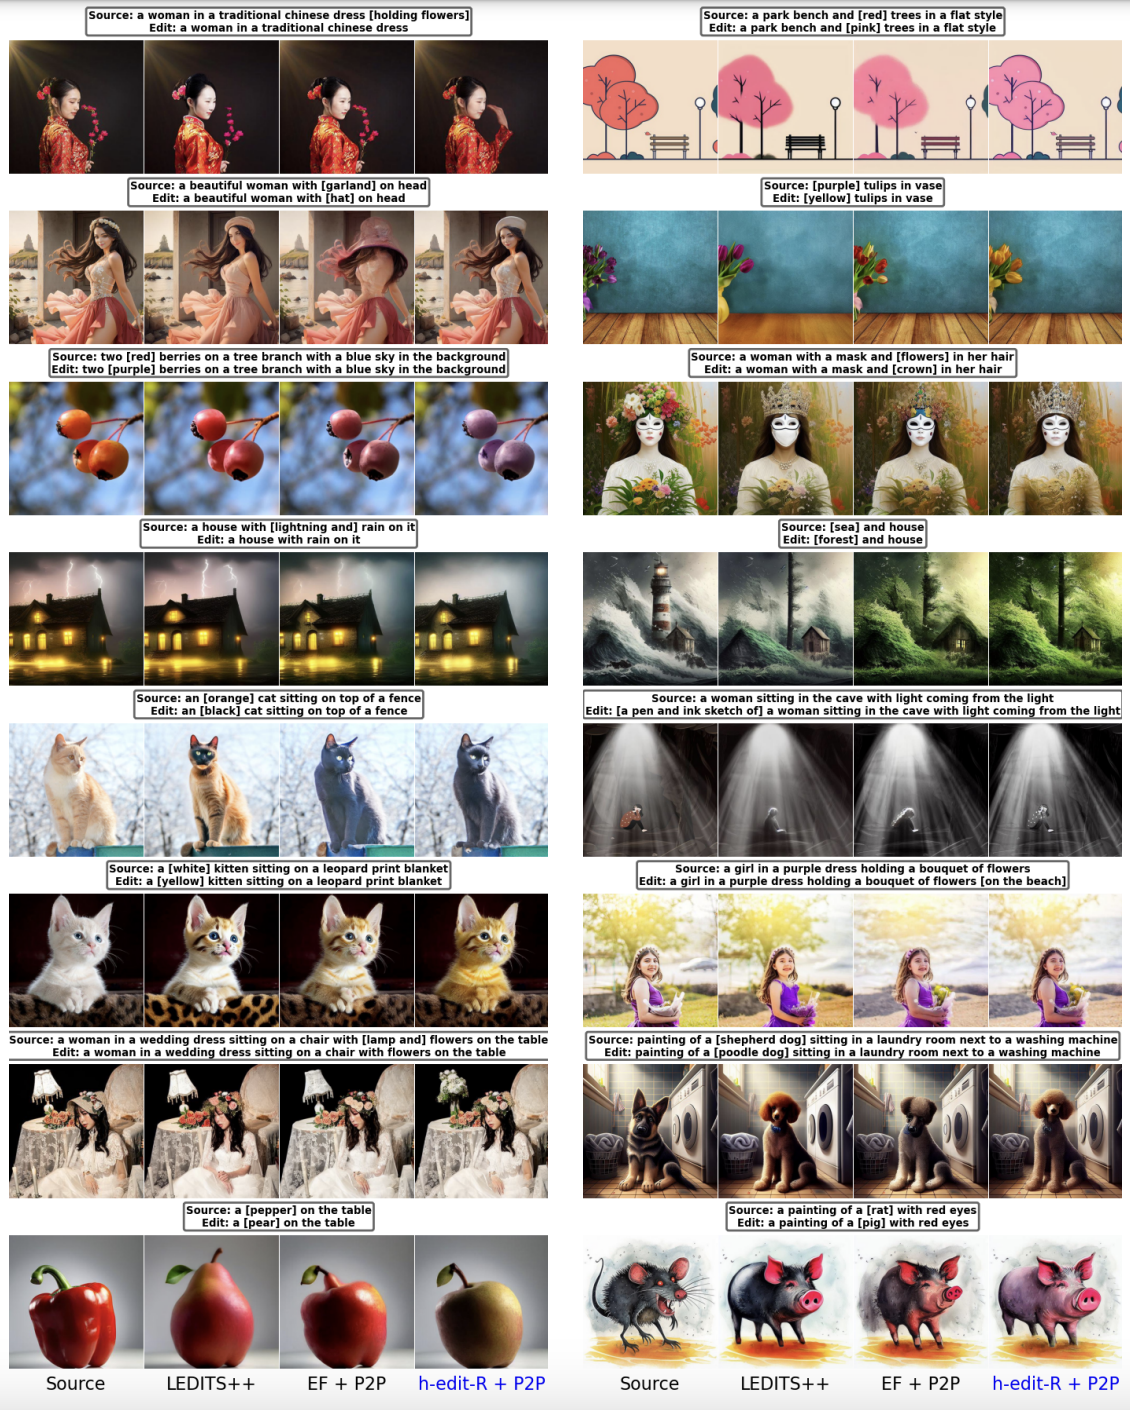 Source: a woman in a traditional chinese dress [holding flowers]
Edit: a woman in a traditional chinese dress
Source: a park bench and [red] trees in a flat style
Edit: a park bench and [pink] trees in a flat style
Source: a beautiful woman with [garland] on head
Edit: a beautiful woman with [hat] on head
Source: [purple] tulips in vase
Edit: [yellow] tulips in vase
Source: two [red] berries on a tree branch with a blue sky in the background
Edit: two [purple] berries on a tree branch with a blue sky in the background
Source: a woman with a mask and [flowers] in her hair
Edit: a woman with a mask and [crown] in her hair
Source: a house with [lightning and] rain on it
Edit: a house with rain on it
Source: [sea] and house
Edit: [forest] and house
Source: an [orange] cat sitting on top of a fence
Edit: an [black] cat sitting on top of a fence
Source: a woman sitting in the cave with light coming from the light
Edit: [a pen and ink sketch of] a woman sitting in the cave with light coming from the light
Source: a [white] kitten sitting on a leopard print blanket
Edit: a [yellow] kitten sitting on a leopard print blanket
Source: a girl in a purple dress holding a bouquet of flowers
Edit: a girl in a purple dress holding a bouquet of flowers [on the beach]
Source: a woman in a wedding dress sitting on a chair with [lamp and] flowers on the table
Edit: a woman in a wedding dress sitting on a chair with flowers on the table
Source: painting of a [shepherd dog] sitting in a laundry room next to a washing machine
Edit: painting of a [poodle dog] sitting in a laundry room next to a washing machine
Source: a [pepper] on the table
Edit: a [pear] on the table
Source: a painting of a [rat] with red eyes
Edit: a painting of a [pig] with red eyes
Source LEDITS++ EF + P2P h-edit-R + P2P
Source LEDITS++ EF + P2P h-edit-R + P2P